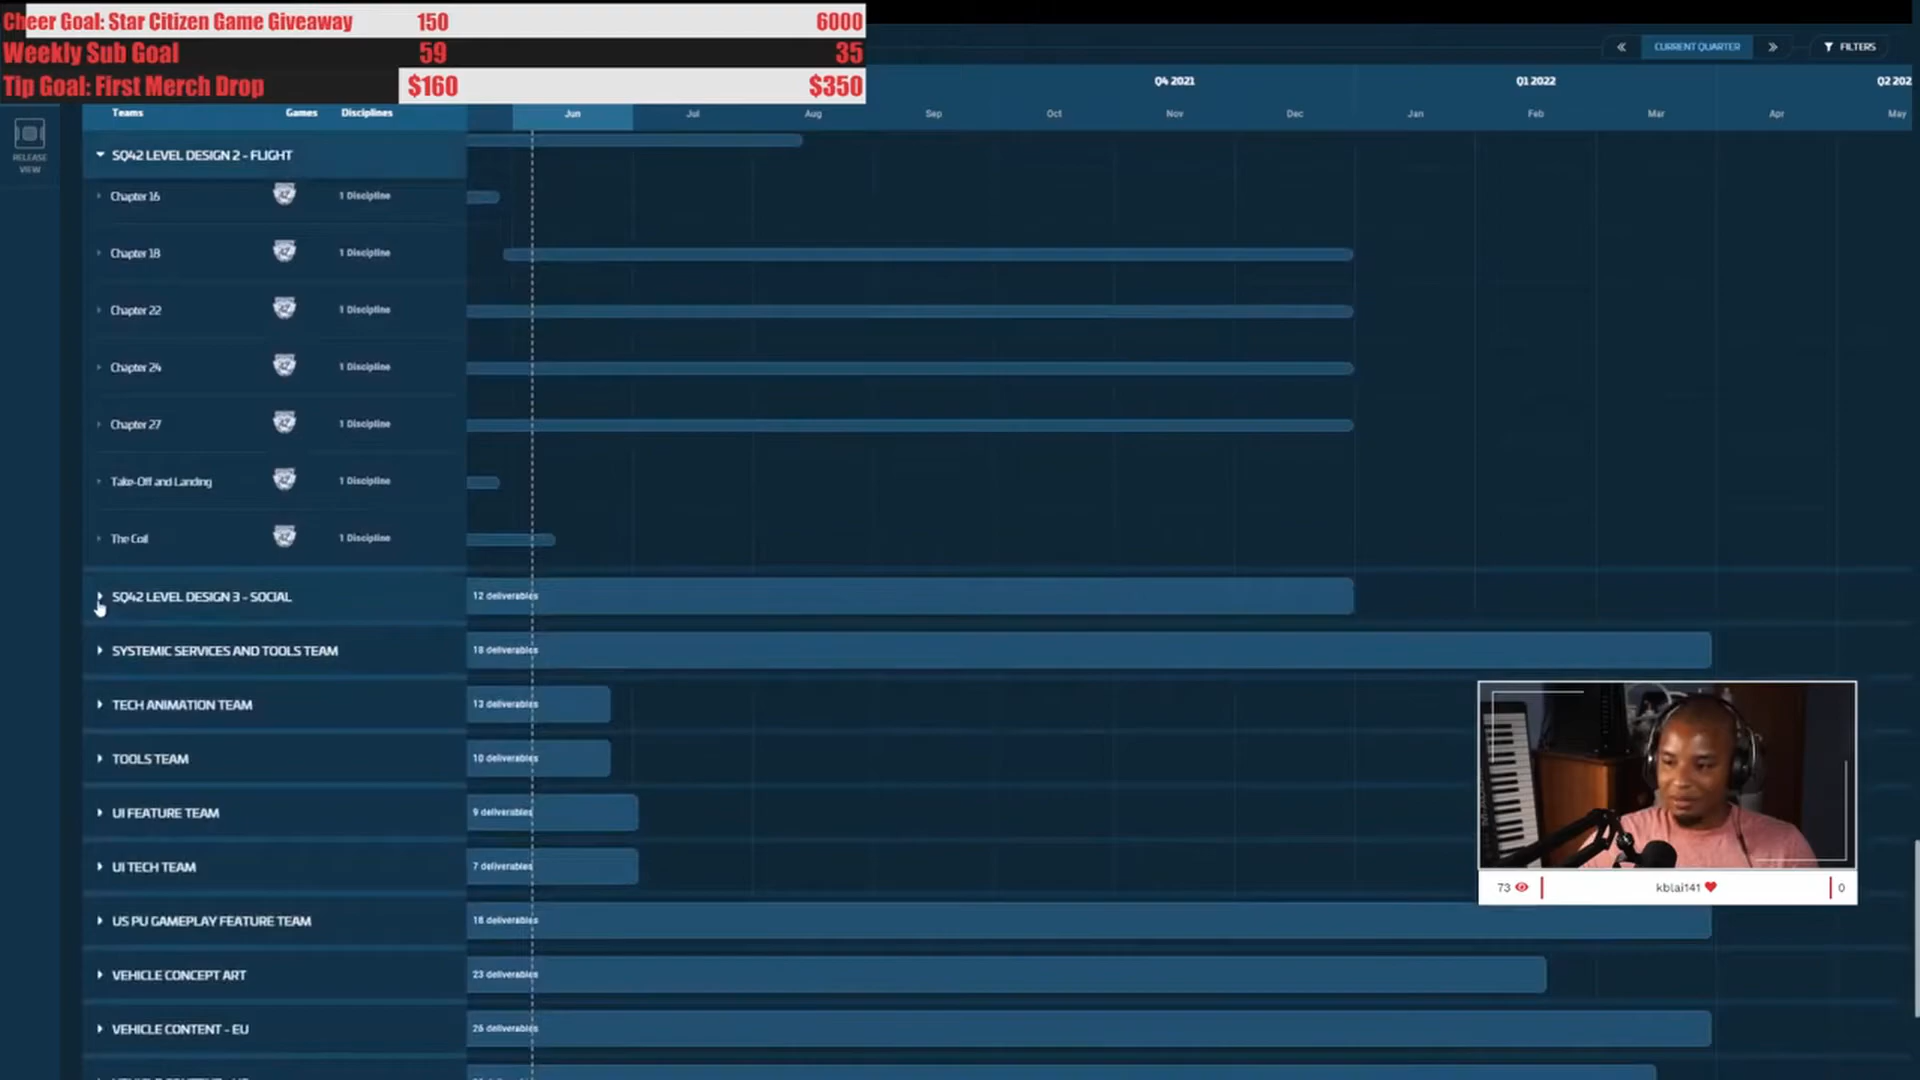 Cheer Goal: Star Citizen Game Giveaway 150 6000
Weekly Sub Goal 59 35
Tip Goal: First Merch Drop $160 $350
CURRENT QUARTER
FILTERS
Q4 2021 Q1 2022 Q2 202
Teams Games Disciplines Jun Jul Aug Sep Oct Nov Dec Jan Feb Mar Apr May
RELEASE
VIEW
SQ42 LEVEL DESIGN 2 - FLIGHT
Chapter 16 1 Discipline
Chapter 18 1 Discipline
Chapter 22 1 Discipline
Chapter 24 1 Discipline
Chapter 27 1 Discipline
Take-Off and Landing 1 Discipline
The Coil 1 Discipline
SQ42 LEVEL DESIGN 3 - SOCIAL 12 deliverables
SYSTEMIC SERVICES AND TOOLS TEAM 18 deliverables
TECH ANIMATION TEAM 13 deliverables
TOOLS TEAM 10 deliverables
UI FEATURE TEAM 9 deliverables
UI TECH TEAM 7 deliverables
73 kblai141 0
US PU GAMEPLAY FEATURE TEAM 18 deliverables
VEHICLE CONCEPT ART 23 deliverables
VEHICLE CONTENT - EU 26 deliverables